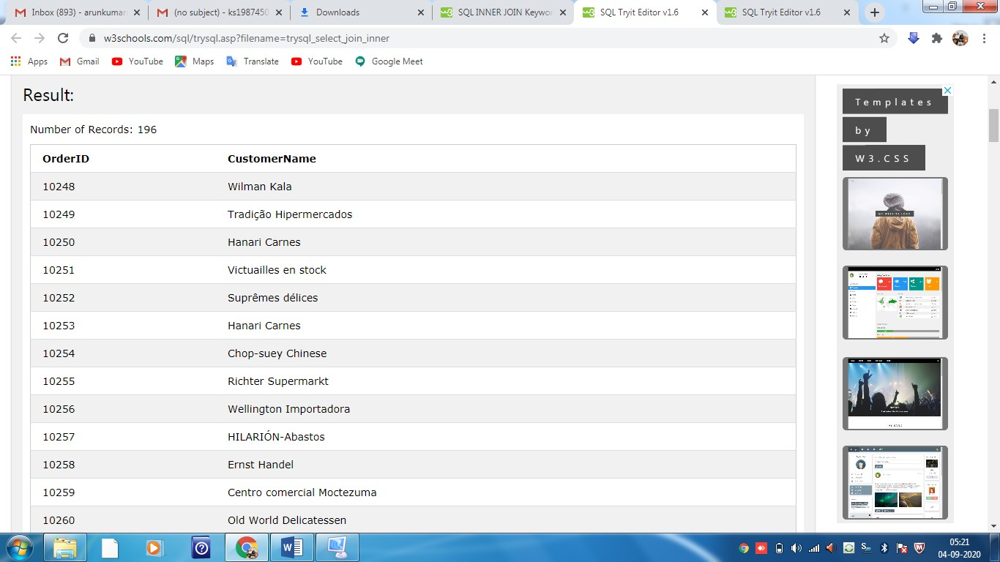 Inbox (893) - arunkumar
(no subject) - ks1987450
Downloads
SQL INNER JOIN Keywor
SQL Tryit Editor v1.6
SQL Tryit Editor v1.6
w3schools.com/sql/trysql.asp?filename=trysql_select_join_inner
Apps Gmail YouTube Maps Translate YouTube Google Meet
Result:
Number of Records: 196
OrderID CustomerName
10248 Wilman Kala
10249 Tradição Hipermercados
10250 Hanari Carnes
10251 Victuailles en stock
10252 Suprêmes délices
10253 Hanari Carnes
10254 Chop-suey Chinese
10255 Richter Supermarkt
10256 Wellington Importadora
10257 HILARIÓN-Abastos
10258 Ernst Handel
10259 Centro comercial Moctezuma
10260 Old World Delicatessen
Templates
by
W3.CSS
MY WEBSITE LOGO
05:21
04-09-2020